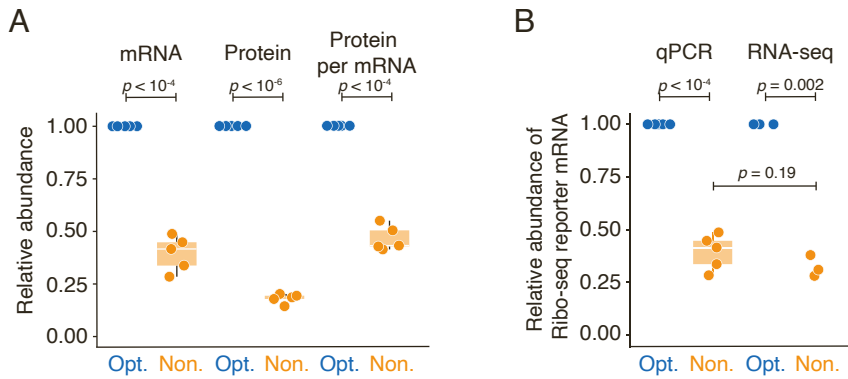 A
mRNA
Protein
Protein
per mRNA
p < 10⁻⁴
p < 10⁻⁶
p < 10⁻⁴
Relative abundance
1.00
0.75
0.50
0.25
0.00
Opt. Non. Opt. Non. Opt. Non.
B
qPCR
RNA-seq
p < 10⁻⁴
p = 0.002
p = 0.19
Relative abundance of
Ribo-seq reporter mRNA
1.00
0.75
0.50
0.25
0.00
Opt. Non. Opt. Non.